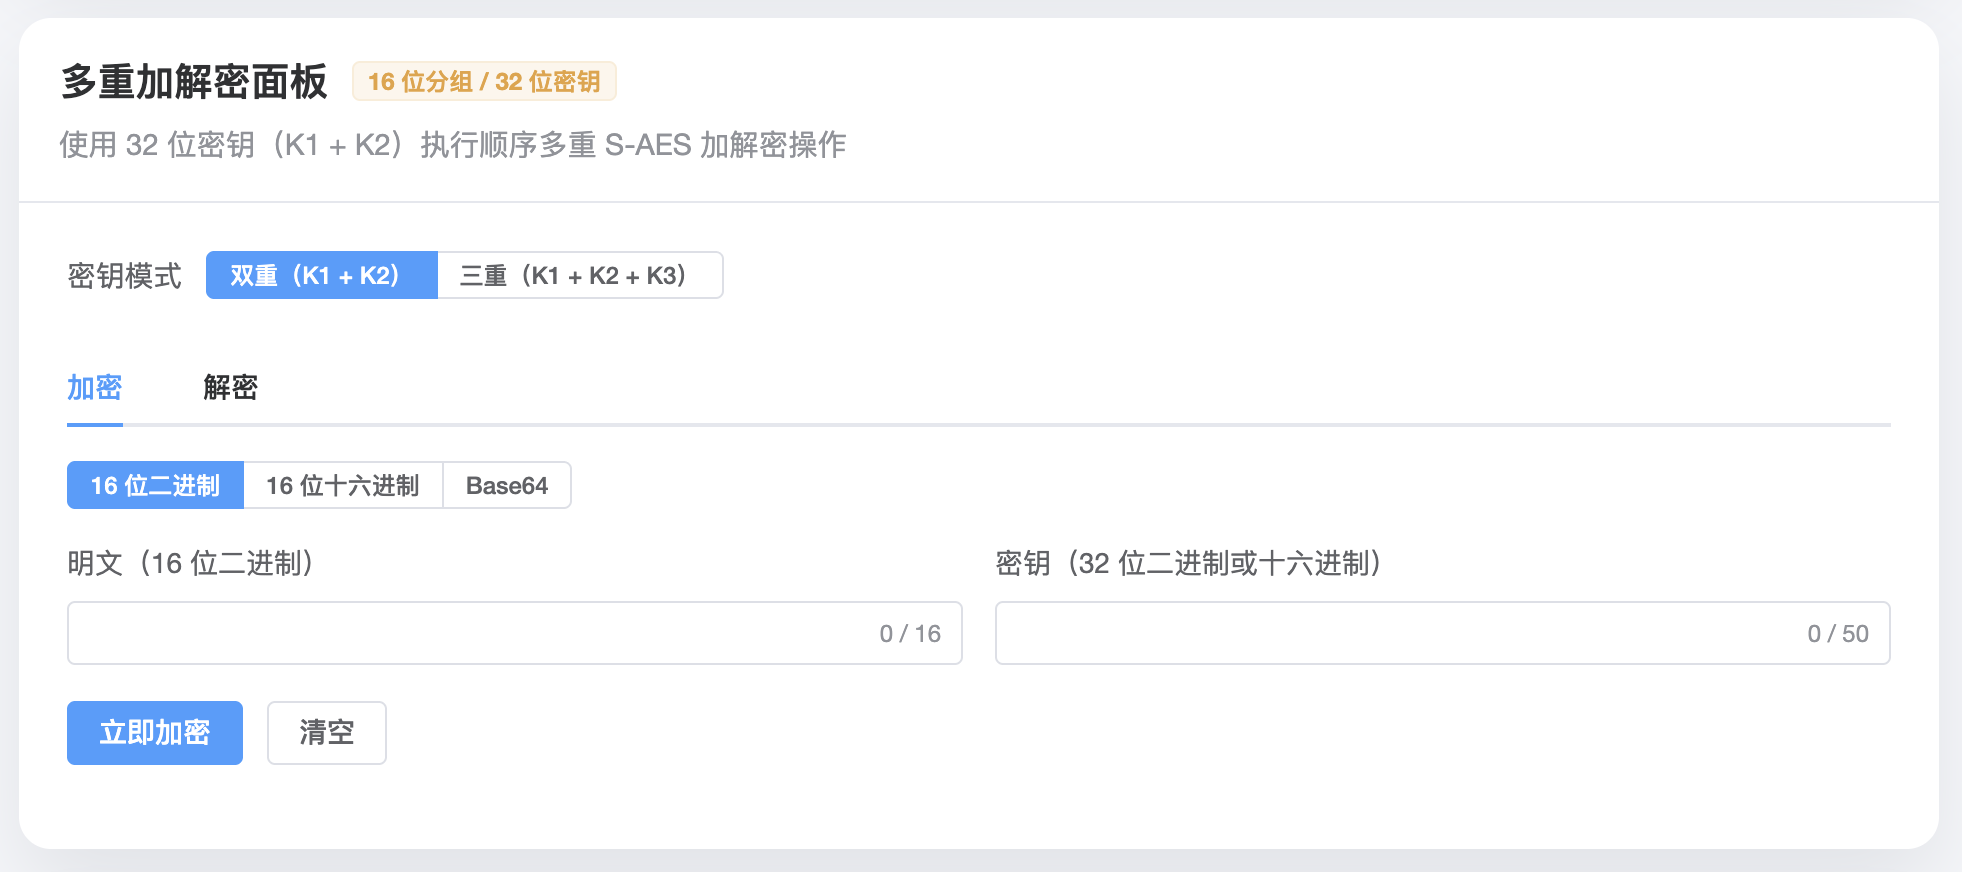 多重加解密面板 16 位分组 / 32 位密钥
使用 32 位密钥（K1 + K2）执行顺序多重 S-AES 加解密操作
密钥模式 双重（K1 + K2） 三重（K1 + K2 + K3）
加密 解密
16 位二进制 16 位十六进制 Base64
明文（16 位二进制） 密钥（32 位二进制或十六进制）
0 / 16 0 / 50
立即加密 清空